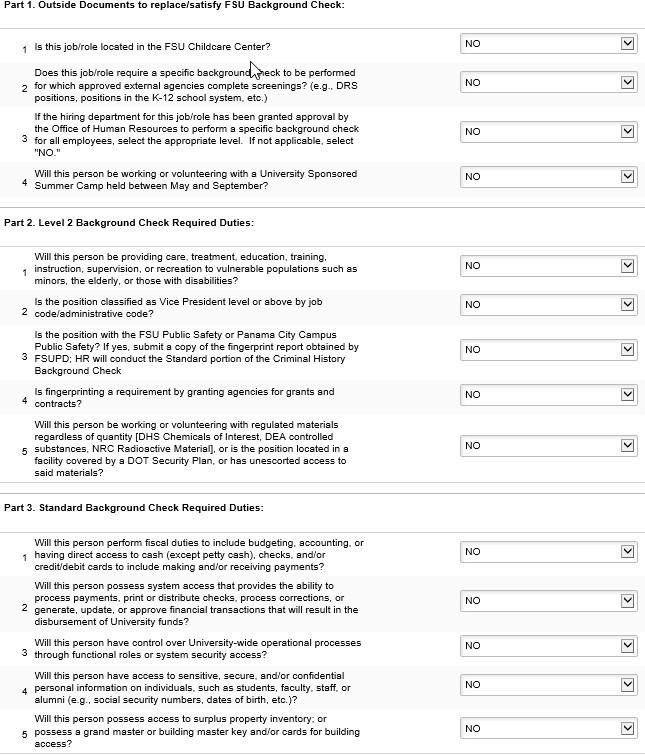 Part 1. Outside Documents to replace/satisfy FSU Background Check:
1 Is this job/role located in the FSU Childcare Center? NO
Does this job/role require a specific background check to be performed
2 for which approved external agencies complete screenings? (e.g., DRS NO
positions, positions in the K-12 school system, etc.)
If the hiring department for this job/role has been granted approval by
the Office of Human Resources to perform a specific background check
3 for all employees, select the appropriate level. If not applicable, select NO
"NO."
Will this person be working or volunteering with a University Sponsored NO
4 Summer Camp held between May and September?
Part 2. Level 2 Background Check Required Duties:
Will this person be providing care, treatment, education, training,
1 instruction, supervision, or recreation to vulnerable populations such as NO
minors, the elderly, or those with disabilities?
Is the position classified as Vice President level or above by job NO
2 code/administrative code?
Is the position with the FSU Public Safety or Panama City Campus
Public Safety? If yes, submit a copy of the fingerprint report obtained by NO
3 FSUPD; HR will conduct the Standard portion of the Criminal History
Background Check
Is fingerprinting a requirement by granting agencies for grants and NO
4 contracts?
Will this person be working or volunteering with regulated materials
regardless of quantity [DHS Chemicals of Interest, DEA controlled
5 substances, NRC Radioactive Material], or is the position located in a NO
facility covered by a DOT Security Plan, or has unescorted access to
said materials?
Part 3. Standard Background Check Required Duties:
Will this person perform fiscal duties to include budgeting, accounting, or
1 having direct access to cash (except petty cash), checks, and/or NO
credit/debit cards to include making and/or receiving payments?
Will this person possess system access that provides the ability to
process payments, print or distribute checks, process corrections, or NO
2 generate, update, or approve financial transactions that will result in the
disbursement of University funds?
Will this person have control over University-wide operational processes NO
3 through functional roles or system security access?
Will this person have access to sensitive, secure, and/or confidential
4 personal information on individuals, such as students, faculty, staff, or NO
alumni (e.g., social security numbers, dates of birth, etc.)?
Will this person possess access to surplus property inventory; or
5 possess a grand master or building master key and/or cards for building NO
access?